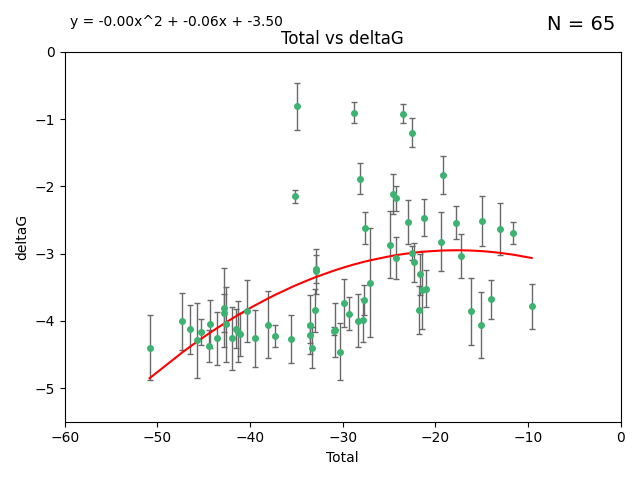 y = -0.00x^2 + -0.06x + -3.50
N = 65
Total vs deltaG
0
−1
−2
−3
−4
−5
deltaG
−60
−50
−40
−30
−20
−10
0
Total